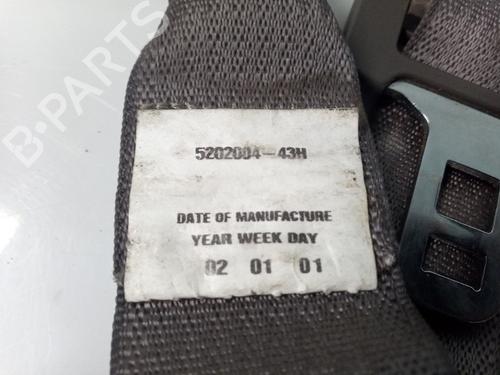 B-PARTS
5202004-43H
DATE OF MANUFACTURE
YEAR WEEK DAY
02 01 01